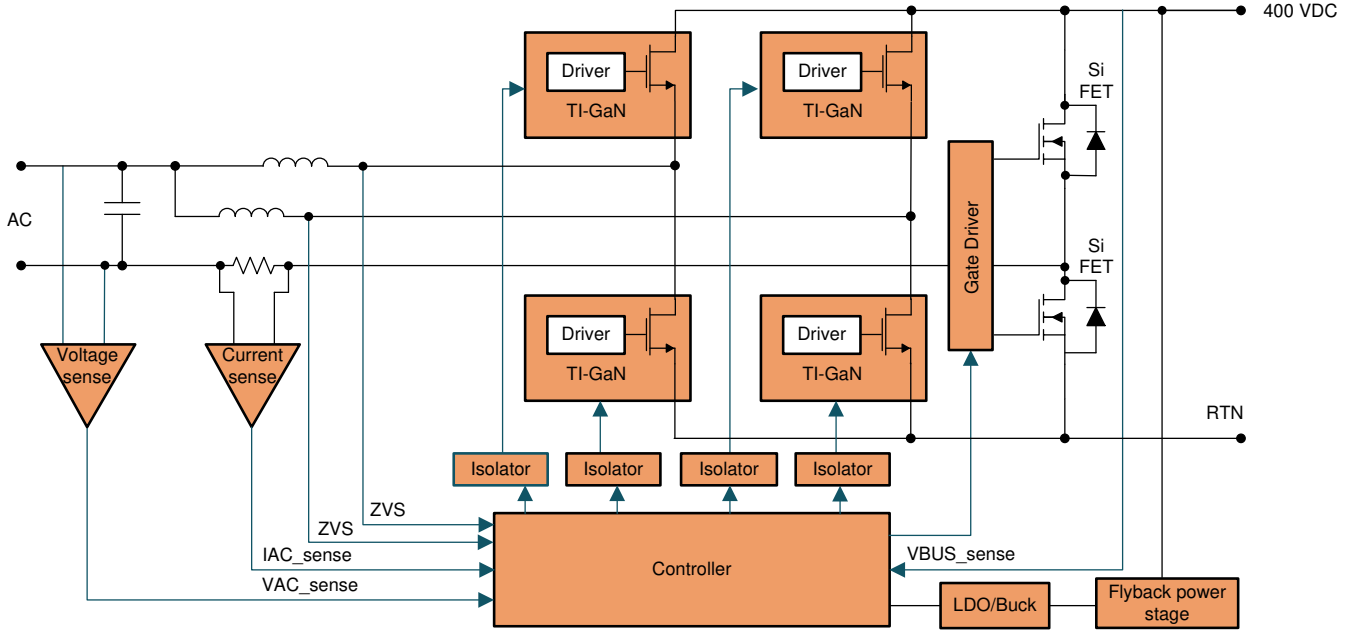 400 VDC
Driver
TI-GaN
Driver
TI-GaN
Si
FET
AC
Gate Driver
Si
FET
Driver
TI-GaN
Driver
TI-GaN
Voltage
sense
Current
sense
RTN
Isolator
Isolator
Isolator
Isolator
ZVS
ZVS
IAC_sense
VAC_sense
Controller
VBUS_sense
LDO/Buck
Flyback power
stage